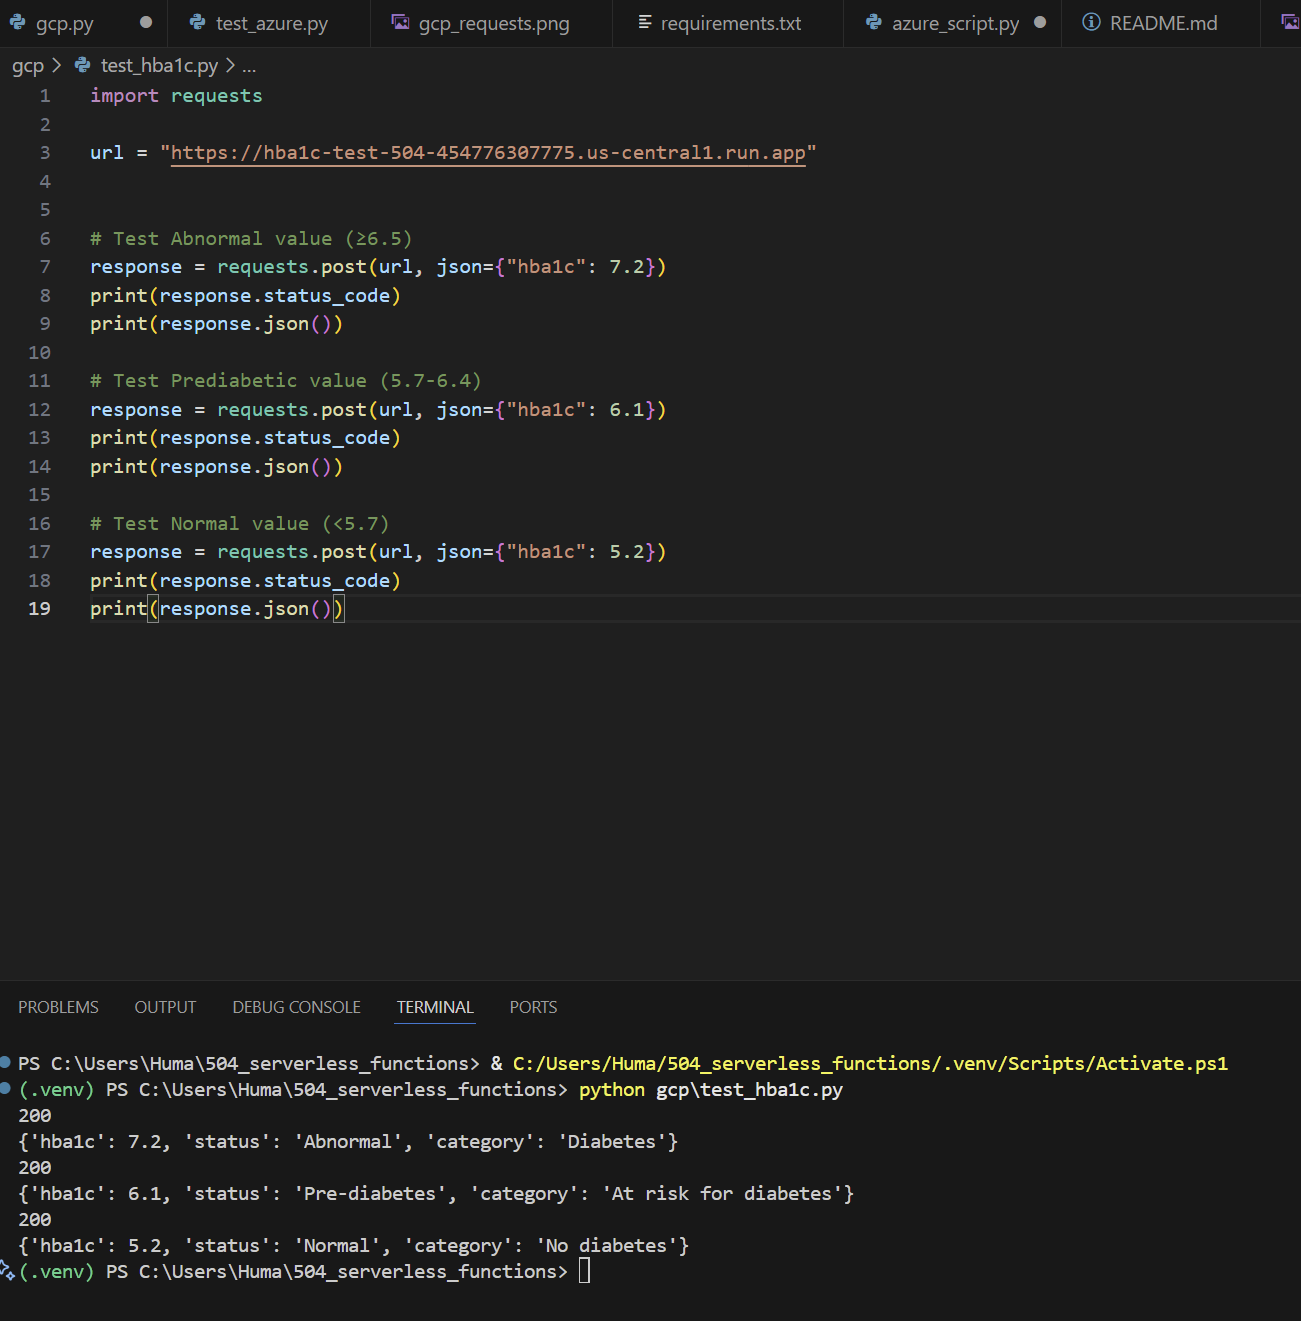 gcp.py test_azure.py gcp_requests.png requirements.txt azure_script.py README.md
gcp > test_hba1c.py > ...
1 import requests
2
3 url = "https://hba1c-test-504-454776307775.us-central1.run.app"
4
5
6 # Test Abnormal value (≥6.5)
7 response = requests.post(url, json={"hba1c": 7.2})
8 print(response.status_code)
9 print(response.json())
10
11 # Test Prediabetic value (5.7-6.4)
12 response = requests.post(url, json={"hba1c": 6.1})
13 print(response.status_code)
14 print(response.json())
15
16 # Test Normal value (<5.7)
17 response = requests.post(url, json={"hba1c": 5.2})
18 print(response.status_code)
19 print(response.json())
PROBLEMS OUTPUT DEBUG CONSOLE TERMINAL PORTS
PS C:\Users\Huma\504_serverless_functions> & C:/Users/Huma/504_serverless_functions/.venv/Scripts/Activate.ps1
(.venv) PS C:\Users\Huma\504_serverless_functions> python gcp\test_hba1c.py
200
{'hba1c': 7.2, 'status': 'Abnormal', 'category': 'Diabetes'}
200
{'hba1c': 6.1, 'status': 'Pre-diabetes', 'category': 'At risk for diabetes'}
200
{'hba1c': 5.2, 'status': 'Normal', 'category': 'No diabetes'}
(.venv) PS C:\Users\Huma\504_serverless_functions>